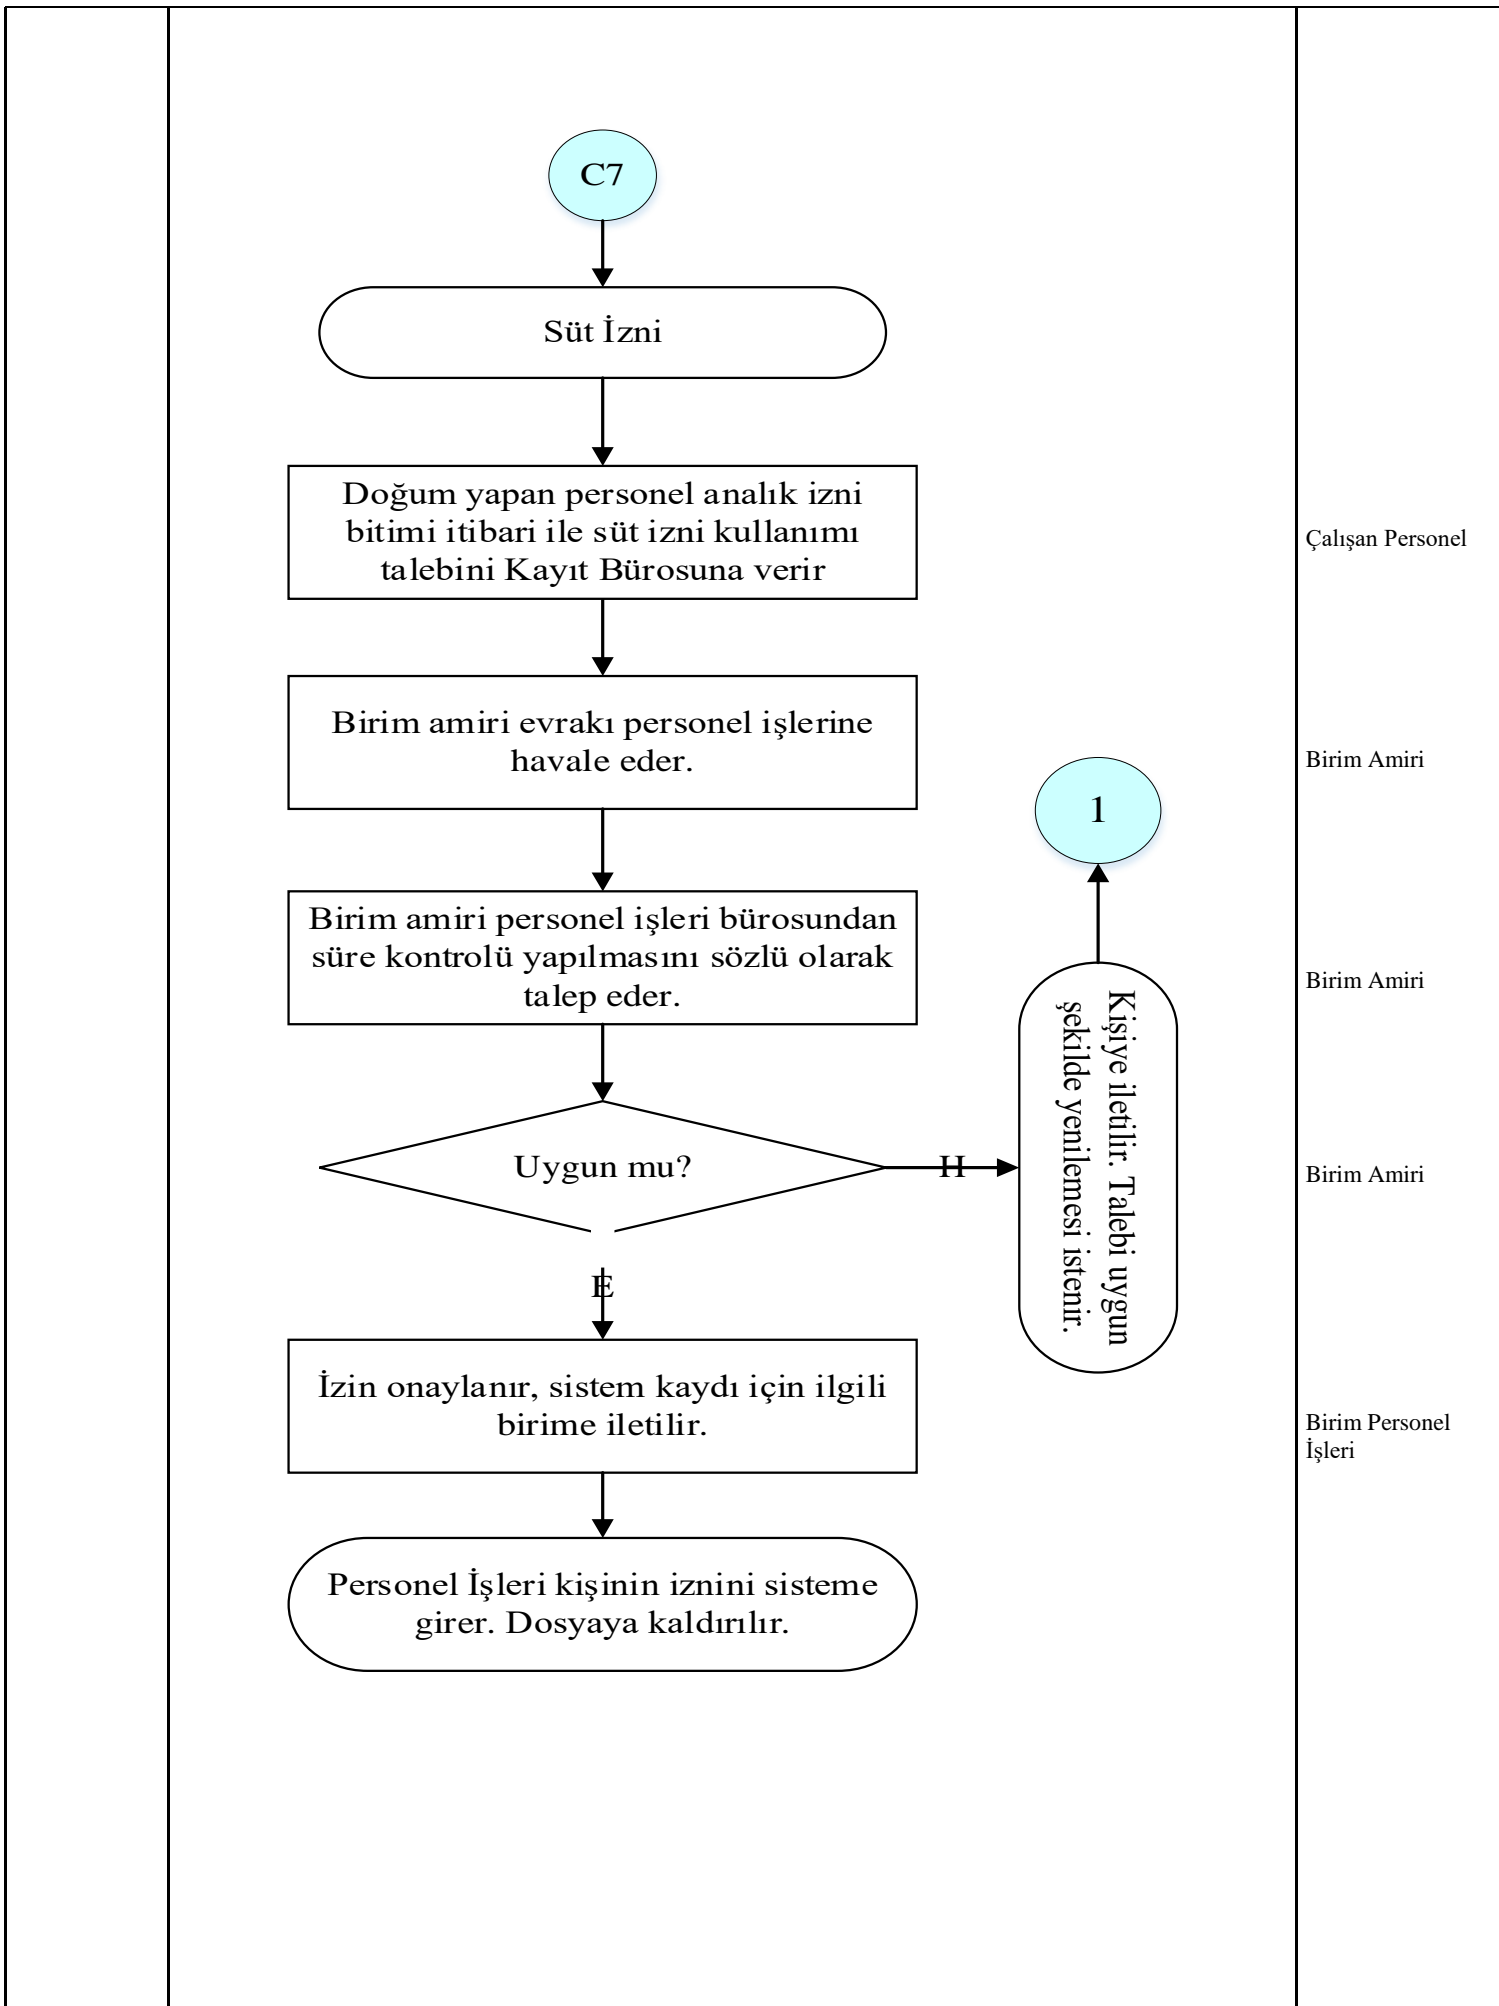 C7
Süt İzni
Doğum yapan personel analık izni
bitimi itibari ile süt izni kullanımı
talebini Kayıt Bürosuna verir
Çalışan Personel
Birim amiri evrakı personel işlerine
havale eder.
Birim Amiri
1
Birim amiri personel işleri bürosundan
süre kontrolü yapılmasını sözlü olarak
talep eder.
Birim Amiri
Uygun mu?
H
Kişiye iletilir. Talebi uygun
şekilde yenilemesi istenir.
Birim Amiri
E
İzin onaylanır, sistem kaydı için ilgili
birime iletilir.
Birim Personel
İşleri
Personel İşleri kişinin iznini sisteme
girer. Dosyaya kaldırılır.